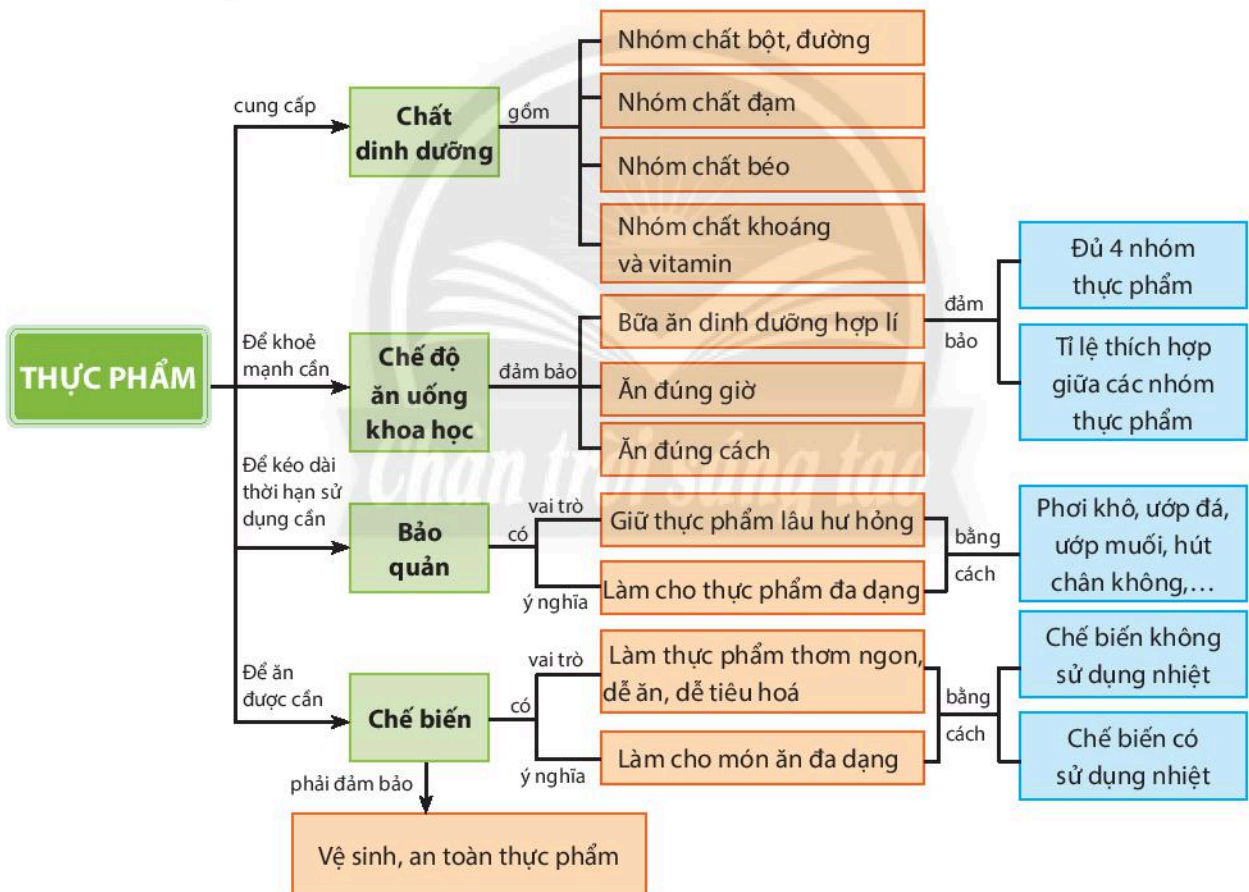 THỰC PHẨM
cung cấp
Chất
dinh dưỡng
gồm
Nhóm chất bột, đường
Nhóm chất đạm
Nhóm chất béo
Nhóm chất khoáng
và vitamin
Để khoẻ
mạnh cần
Chế độ
ăn uống
khoa học
đảm bảo
Bữa ăn dinh dưỡng hợp lí
đảm
bảo
Đủ 4 nhóm
thực phẩm
Tỉ lệ thích hợp
giữa các nhóm
thực phẩm
Ăn đúng giờ
Ăn đúng cách
Chân trời sáng tạo
Để kéo dài
thời hạn sử
dụng cần
Bảo
quản
có
vai trò
Giữ thực phẩm lâu hư hỏng
ý nghĩa
Làm cho thực phẩm đa dạng
bằng
cách
Phơi khô, ướp đá,
ướp muối, hút
chân không,...
Để ăn
được cần
Chế biến
có
vai trò
Làm thực phẩm thơm ngon,
dễ ăn, dễ tiêu hoá
ý nghĩa
Làm cho món ăn đa dạng
bằng
cách
Chế biến không
sử dụng nhiệt
Chế biến có
sử dụng nhiệt
phải đảm bảo
Vệ sinh, an toàn thực phẩm